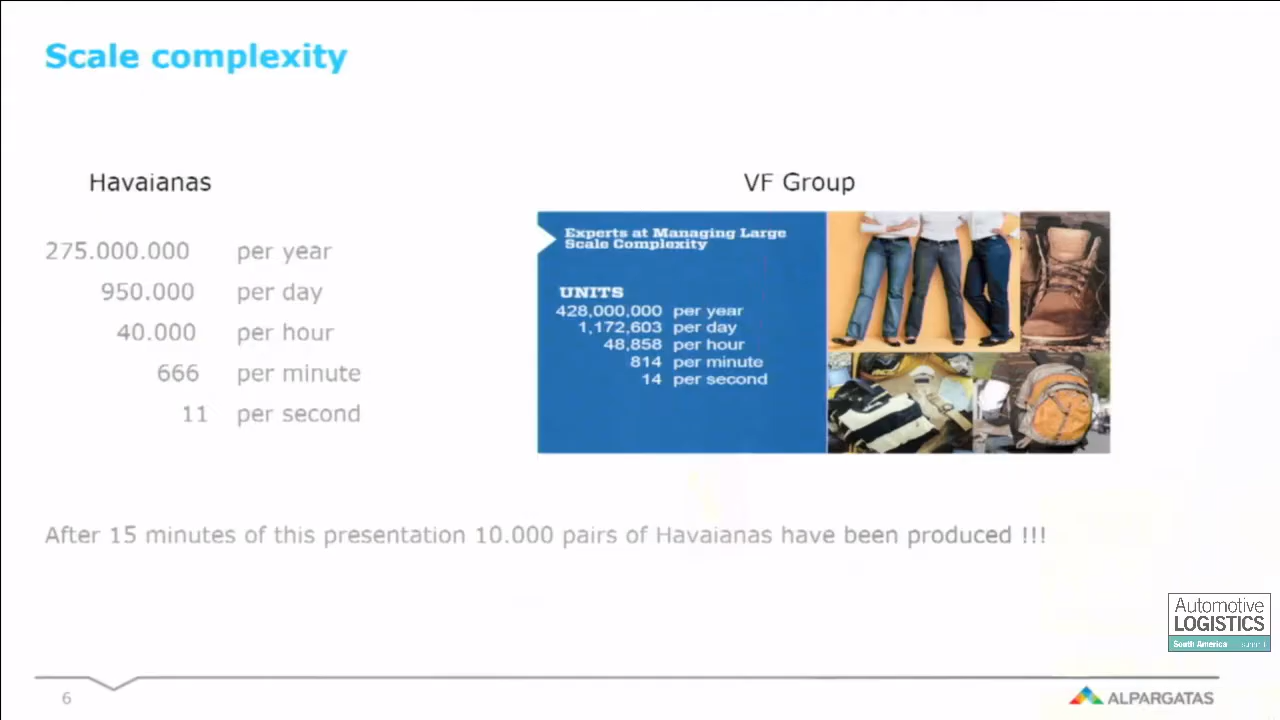 Scale complexity
Havaianas
275.000.000 per year
950.000 per day
40.000 per hour
666 per minute
11 per second
VF Group
Experts at Managing Large
Scale Complexity
UNITS
428,000,000 per year
1,172,603 per day
48,858 per hour
814 per minute
14 per second
After 15 minutes of this presentation 10.000 pairs of Havaianas have been produced !!!
Automotive
LOGISTICS
South America summit
6
ALPARGATAS